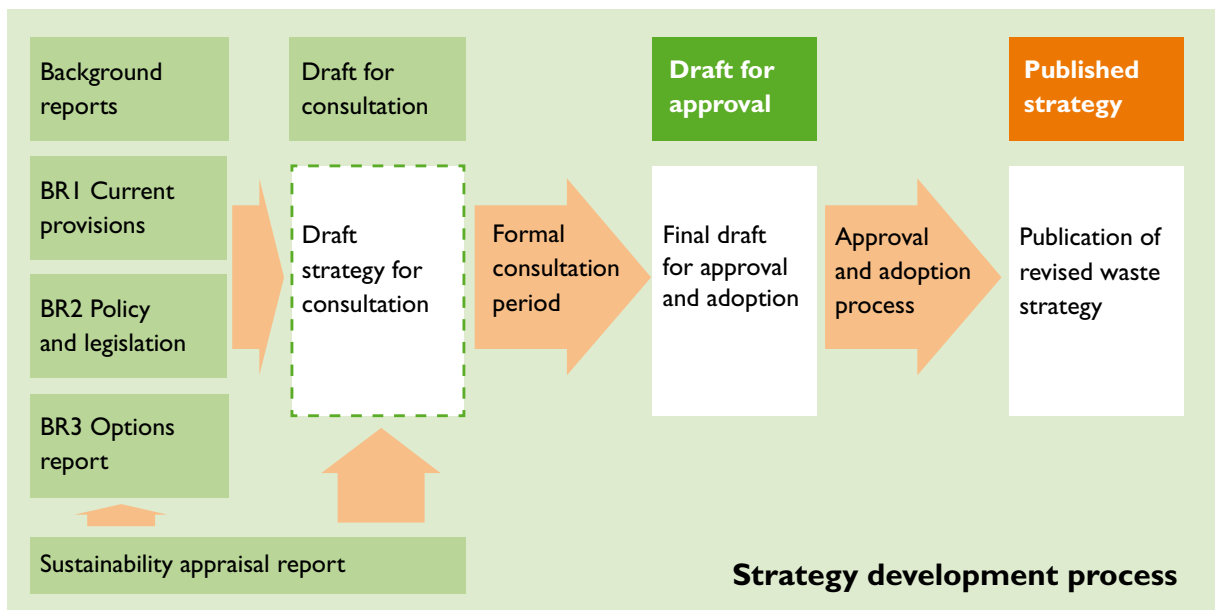 Background
reports
BR1 Current
provisions
BR2 Policy
and legislation
BR3 Options
report
Sustainability appraisal report
Draft for
consultation
Draft
strategy for
consultation
Formal
consultation
period
Draft for
approval
Final draft
for approval
and adoption
Approval
and adoption
process
Published
strategy
Publication of
revised waste
strategy
Strategy development process